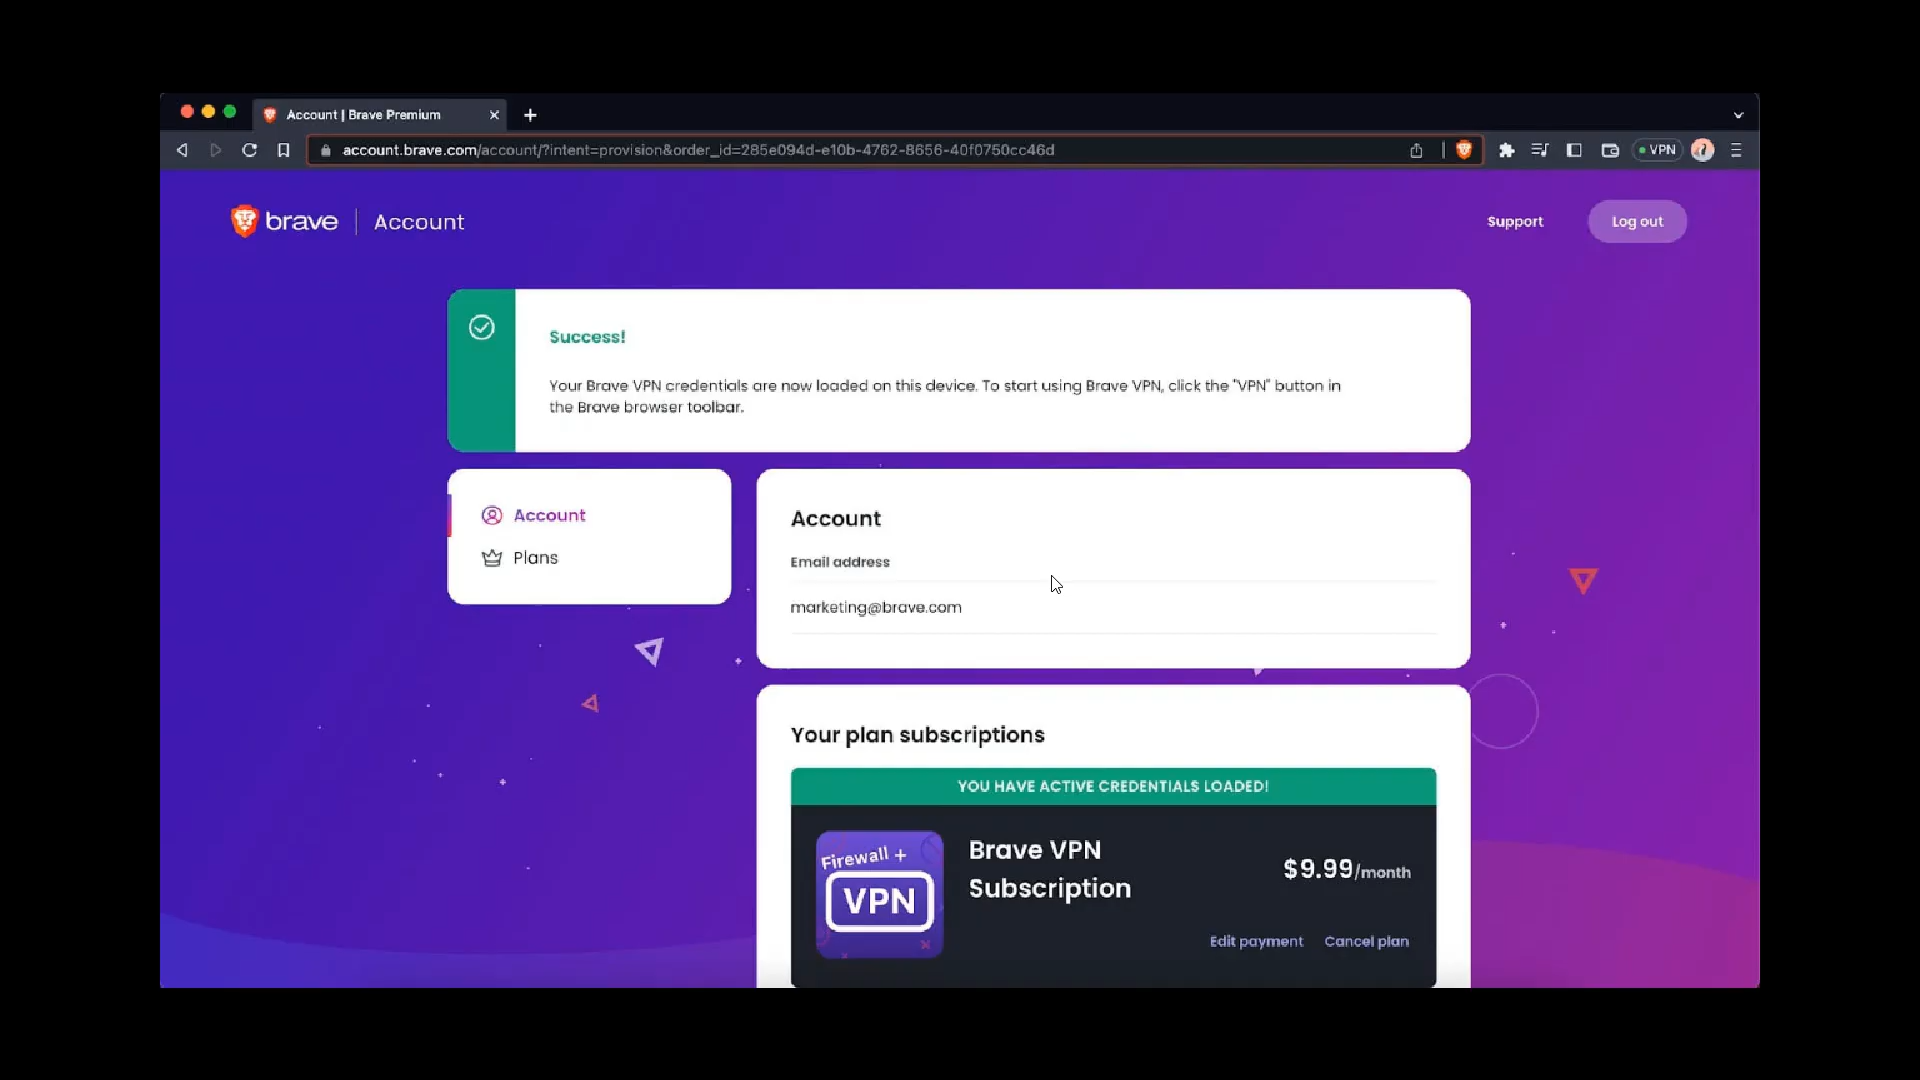 Account | Brave Premium
account.brave.com/account/?intent=provision&order_id=285e094d-e10b-4762-8656-40f0750cc46d
VPN
brave
Account
Support
Log out
Success!
Your Brave VPN credentials are now loaded on this device. To start using Brave VPN, click the "VPN" button in
the Brave browser toolbar.
Account
Plans
Account
Email address
marketing@brave.com
Your plan subscriptions
YOU HAVE ACTIVE CREDENTIALS LOADED!
Firewall +
VPN
Brave VPN
Subscription
$9.99/month
Edit payment
Cancel plan